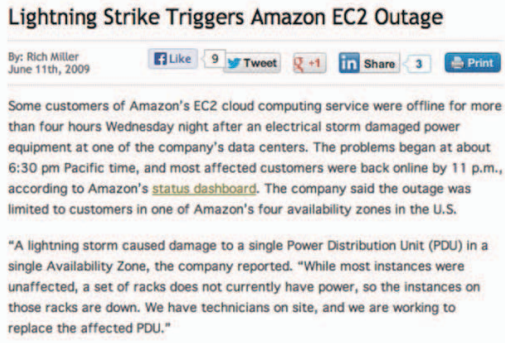 Lightning Strike Triggers Amazon EC2 Outage
By: Rich Miller
June 11th, 2009
Like 9 Tweet +1 in Share 3 Print
Some customers of Amazon's EC2 cloud computing service were offline for more
than four hours Wednesday night after an electrical storm damaged power
equipment at one of the company's data centers. The problems began at about
6:30 pm Pacific time, and most affected customers were back online by 11 p.m.,
according to Amazon's status dashboard. The company said the outage was
limited to customers in one of Amazon's four availability zones in the U.S.
"A lightning storm caused damage to a single Power Distribution Unit (PDU) in a
single Availability Zone, the company reported. "While most instances were
unaffected, a set of racks does not currently have power, so the instances on
those racks are down. We have technicians on site, and we are working to
replace the affected PDU."